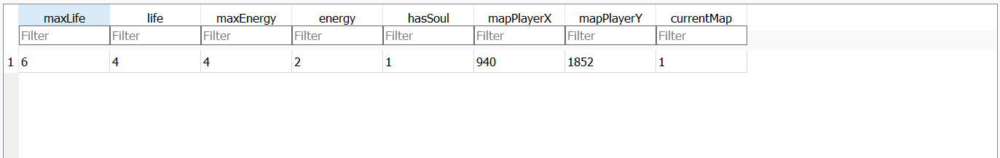 maxLife life maxEnergy energy hasSoul mapPlayerX mapPlayerY currentMap
Filter Filter Filter Filter Filter Filter Filter Filter
1 6 4 4 2 1 940 1852 1